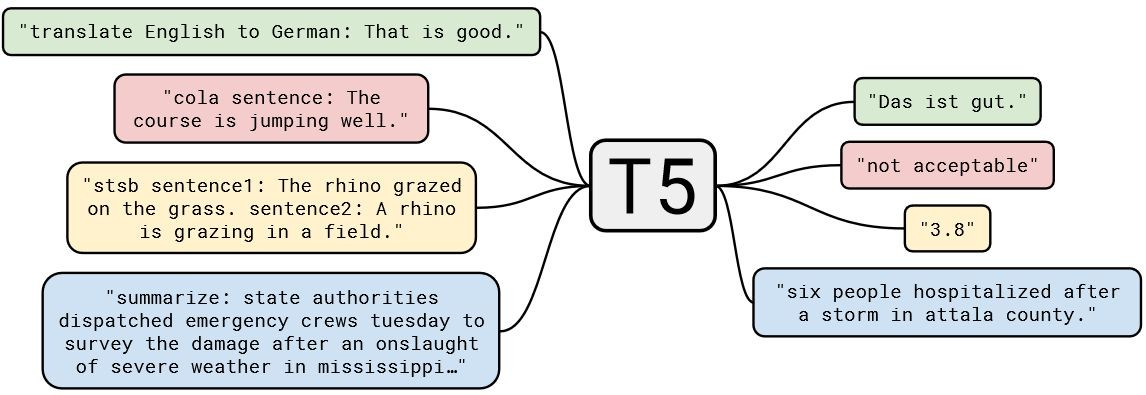 "translate English to German: That is good."
"cola sentence: The
course is jumping well."
"stsb sentence1: The rhino grazed
on the grass. sentence2: A rhino
is grazing in a field."
"summarize: state authorities
dispatched emergency crews tuesday to
survey the damage after an onslaught
of severe weather in mississippi…"
T5
"Das ist gut."
"not acceptable"
"3.8"
"six people hospitalized after
a storm in attala county."